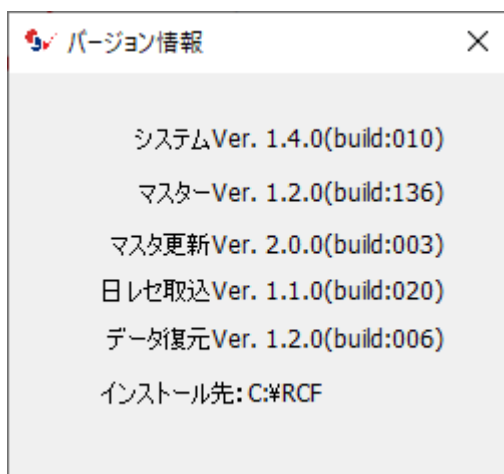 バージョン情報
システムVer. 1.4.0(build:010)
マスターVer. 1.2.0(build:136)
マスタ更新Ver. 2.0.0(build:003)
日レセ取込Ver. 1.1.0(build:020)
データ復元Ver. 1.2.0(build:006)
インストール先: C:¥RCF